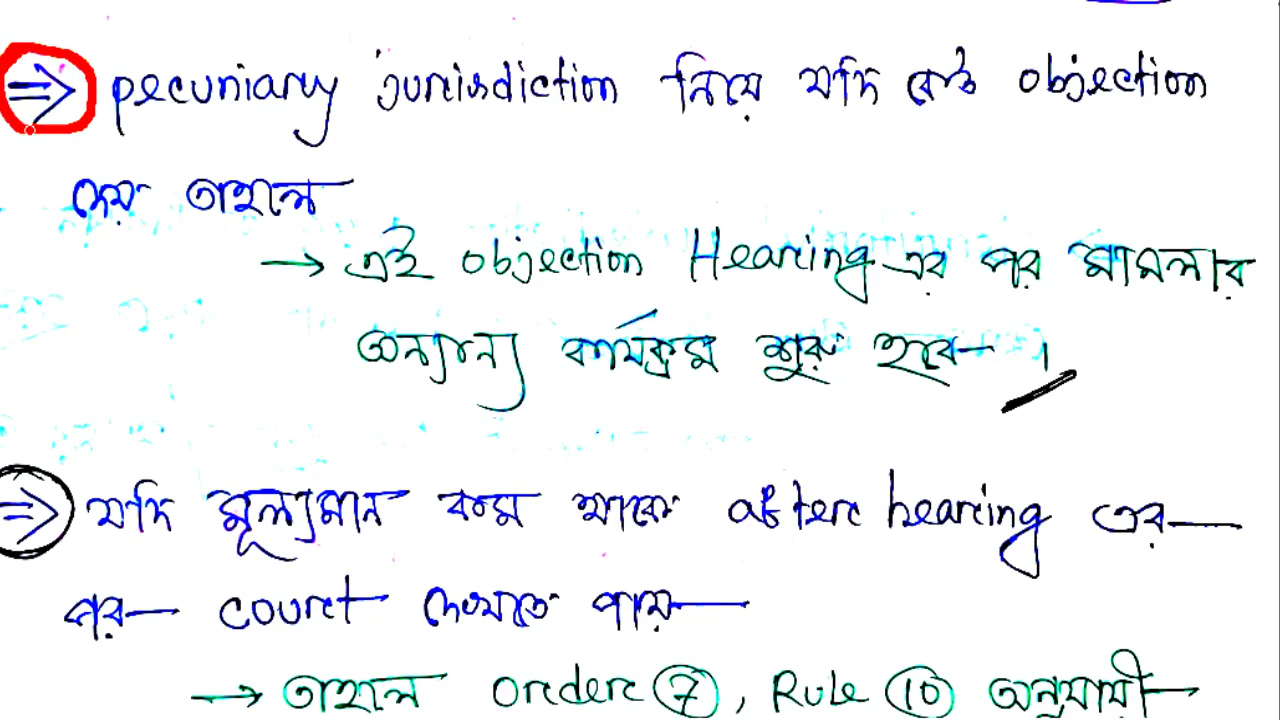 ⇒ pecuniary jurisdiction নিয়ে যদি কেউ objection
দেয় তাহলে
→ এই objection Hearing এর পর মামলার
অন্যান্য কার্যক্রম শুরু হবে— ।
⇒ যদি মূল্যমান কম থাকে after hearing এর—
পর— court দেখতে পায়—
→ তাহলে Order 7, Rule 10 অনুযায়ী—